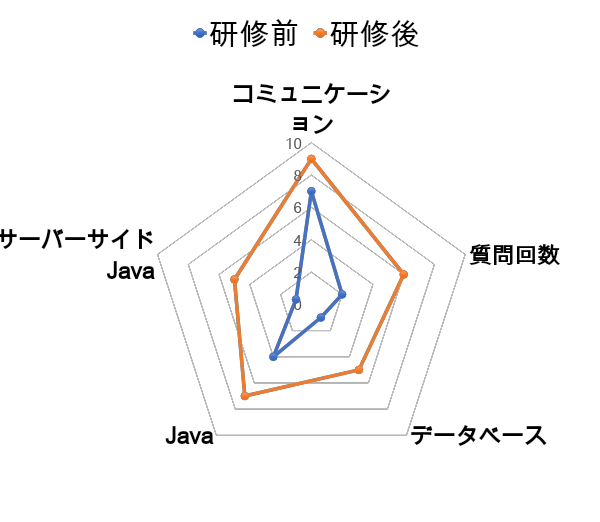 研修前 研修後
コミュニケーシ
ョン
10
8
6
4
2
0
質問回数
データベース
Java
サーバーサイド
Java